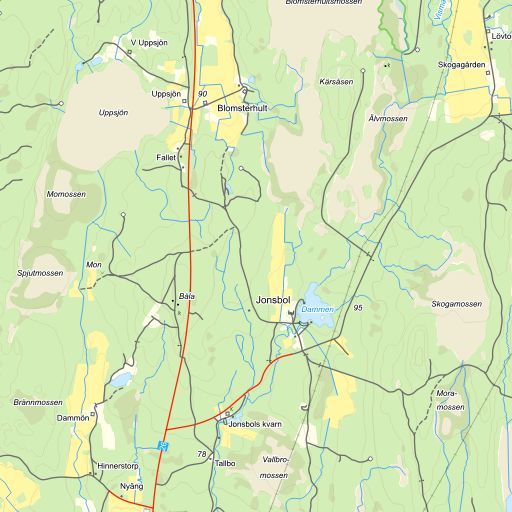 Blomsterhultsmossen
Visma
Lövto
V Uppsjön
Skogagården
Kärsåsen
Uppsjön
90
Blomsterhult
Uppsjön
Älvmossen
Fallet
Momossen
Mon
Spjutmossen
Båla
Jonsbol
Dammen
95
Skogamossen
Brännmossen
Dammön
Mora-
mossen
Jonsbols kvarn
78
Tallbo
Vallbro-
mossen
Hinnerstorp
Nyäng